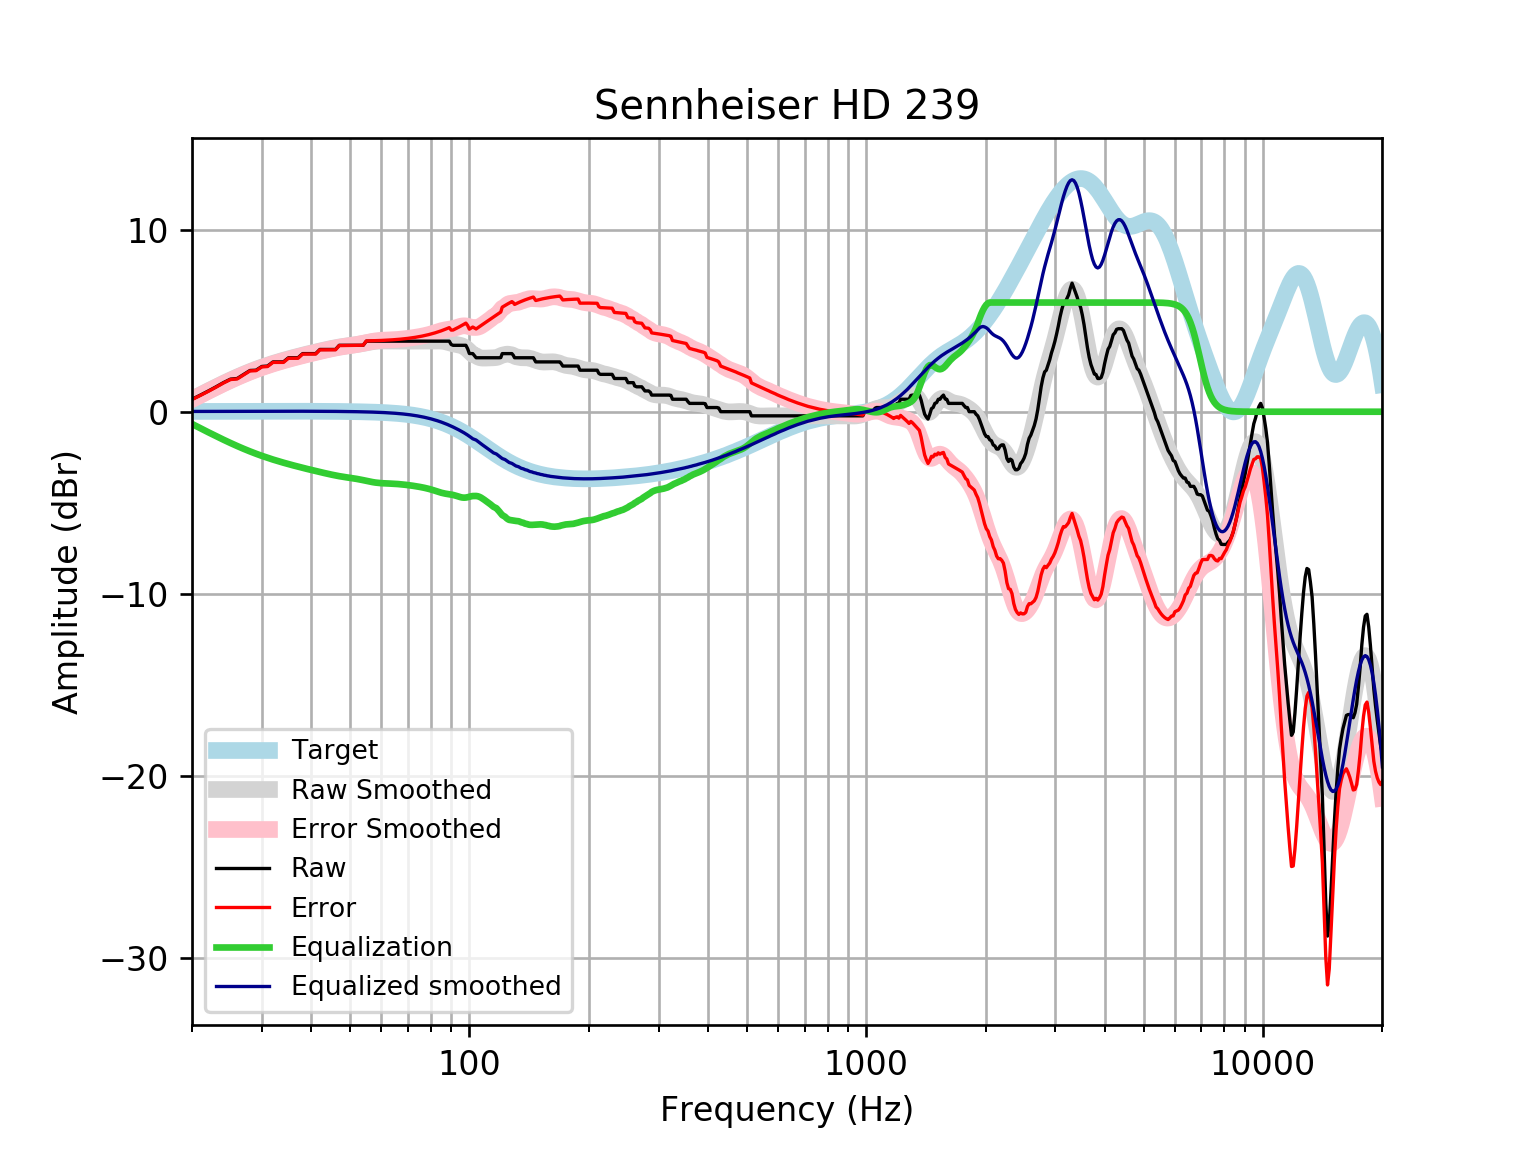 Sennheiser HD 239
Amplitude (dBr)
10
0
−10
−20
−30
Target
Raw Smoothed
Error Smoothed
Raw
Error
Equalization
Equalized smoothed
100
1000
10000
Frequency (Hz)